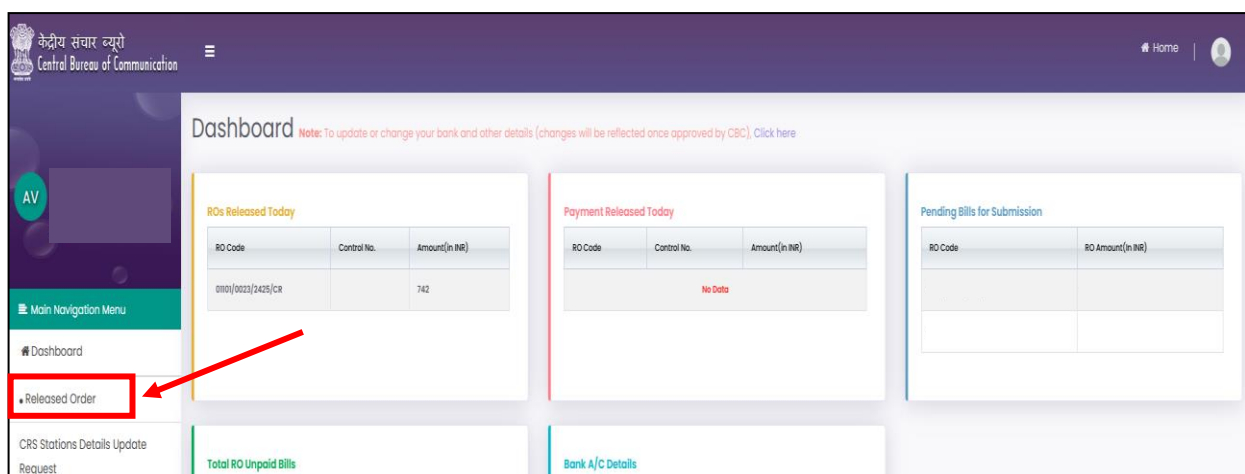 केंद्रीय संचार ब्यूरो
Central Bureau of Communication
Home |
Dashboard Note: To update or change your bank and other details (changes will be reflected once approved by CBC), Click here
AV
ROs Released Today
RO Code Control No. Amount(in INR)
01101/0023/2425/CR 742
Payment Released Today
RO Code Control No. Amount(in INR)
No Data
Pending Bills for Submission
RO Code RO Amount(in INR)
Main Navigation Menu
Dashboard
Released Order
CRS Stations Details Update
Request
Total RO Unpaid Bills
Bank A/C Details